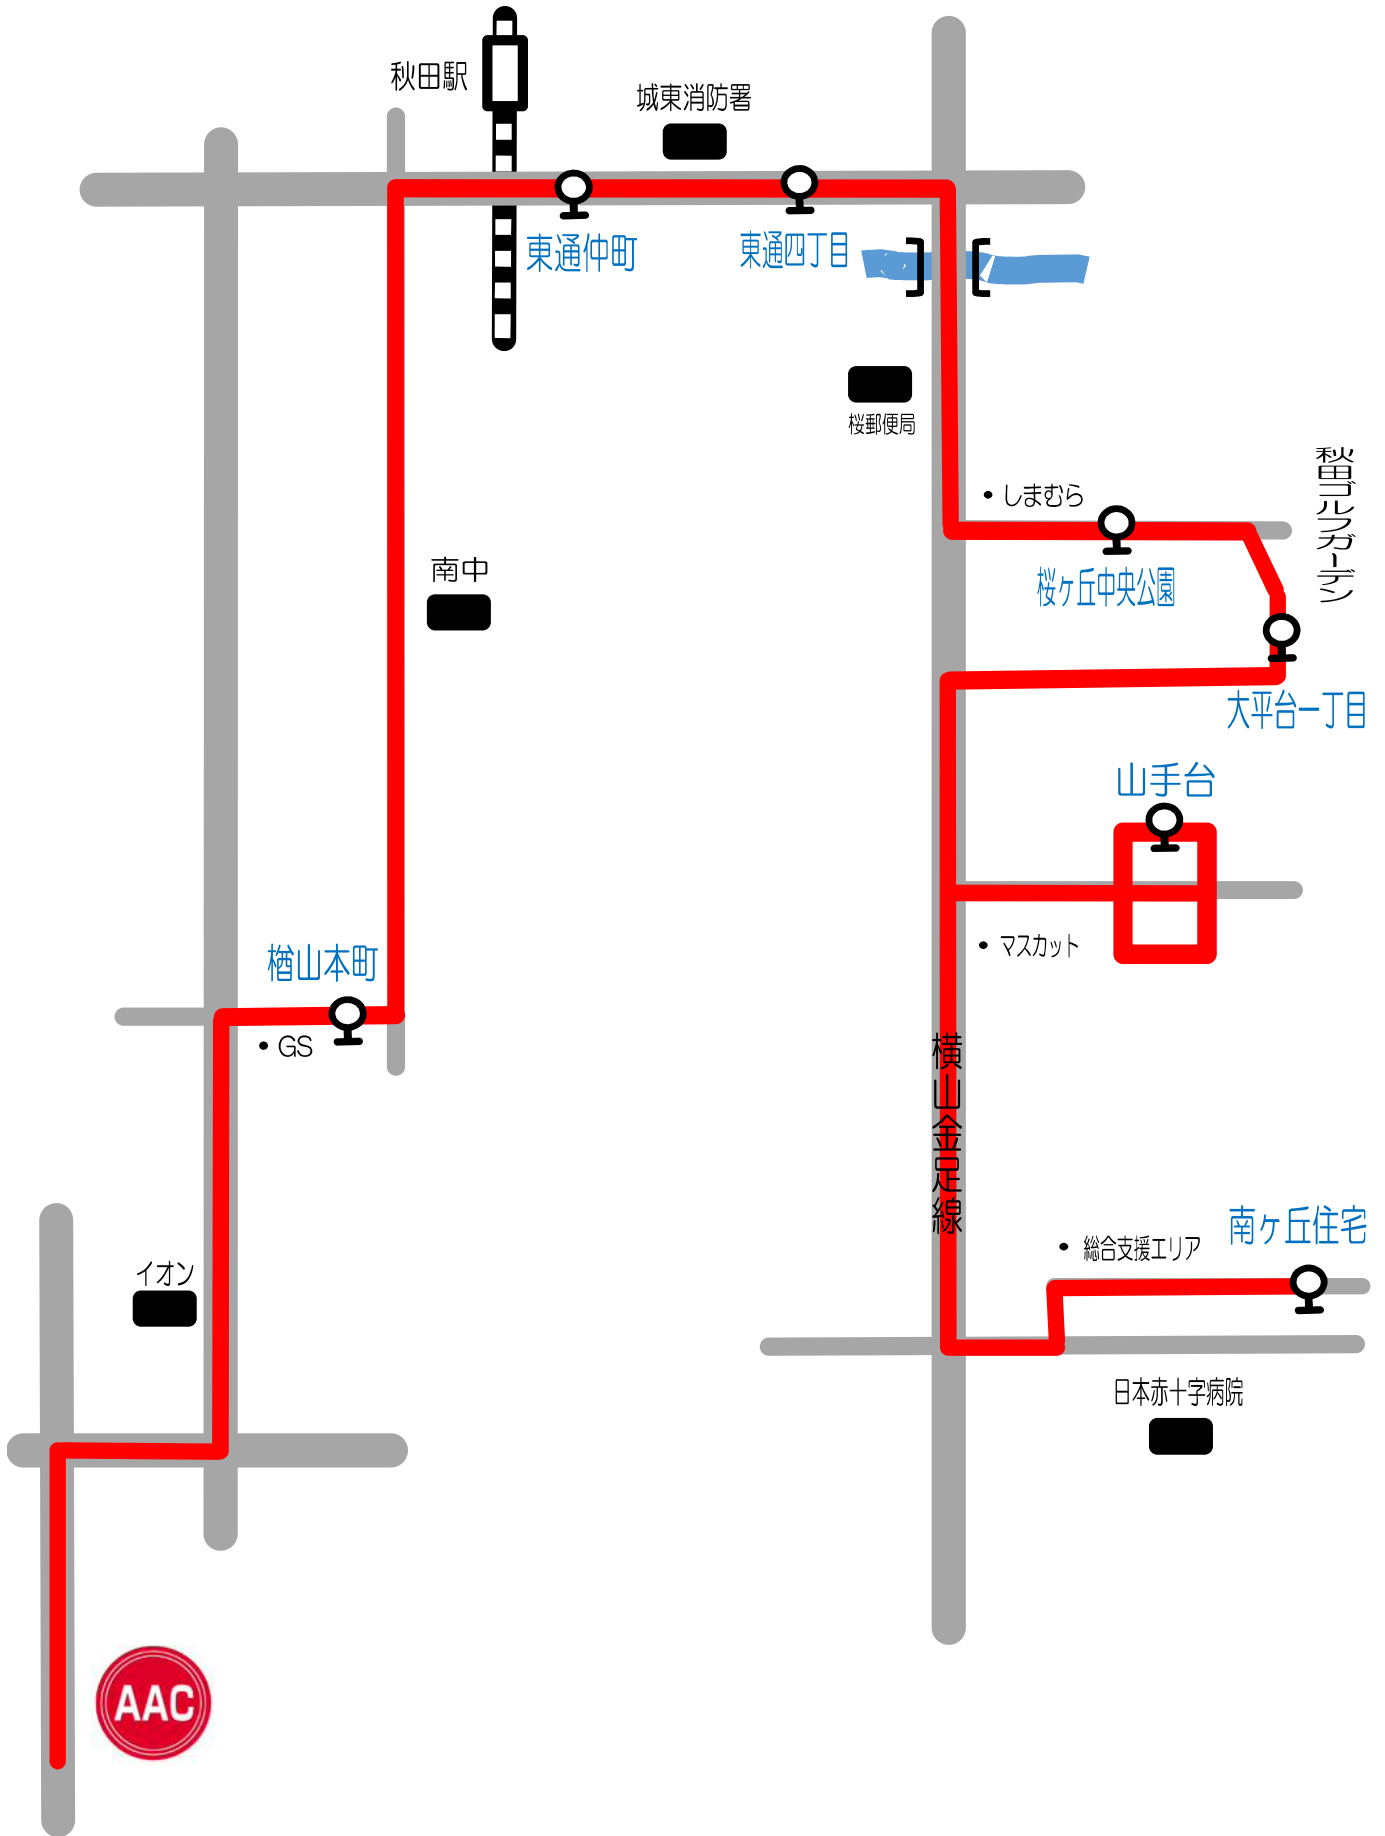 秋田駅
城東消防署
東通仲町
東通四丁目
桜郵便局
秋田ゴルフガーデン
・しまむら
南中
桜ヶ丘中央公園
大平台一丁目
山手台
楢山本町
・マスカット
・GS
横山金足線
南ヶ丘住宅
・総合支援エリア
イオン
日本赤十字病院
AAC